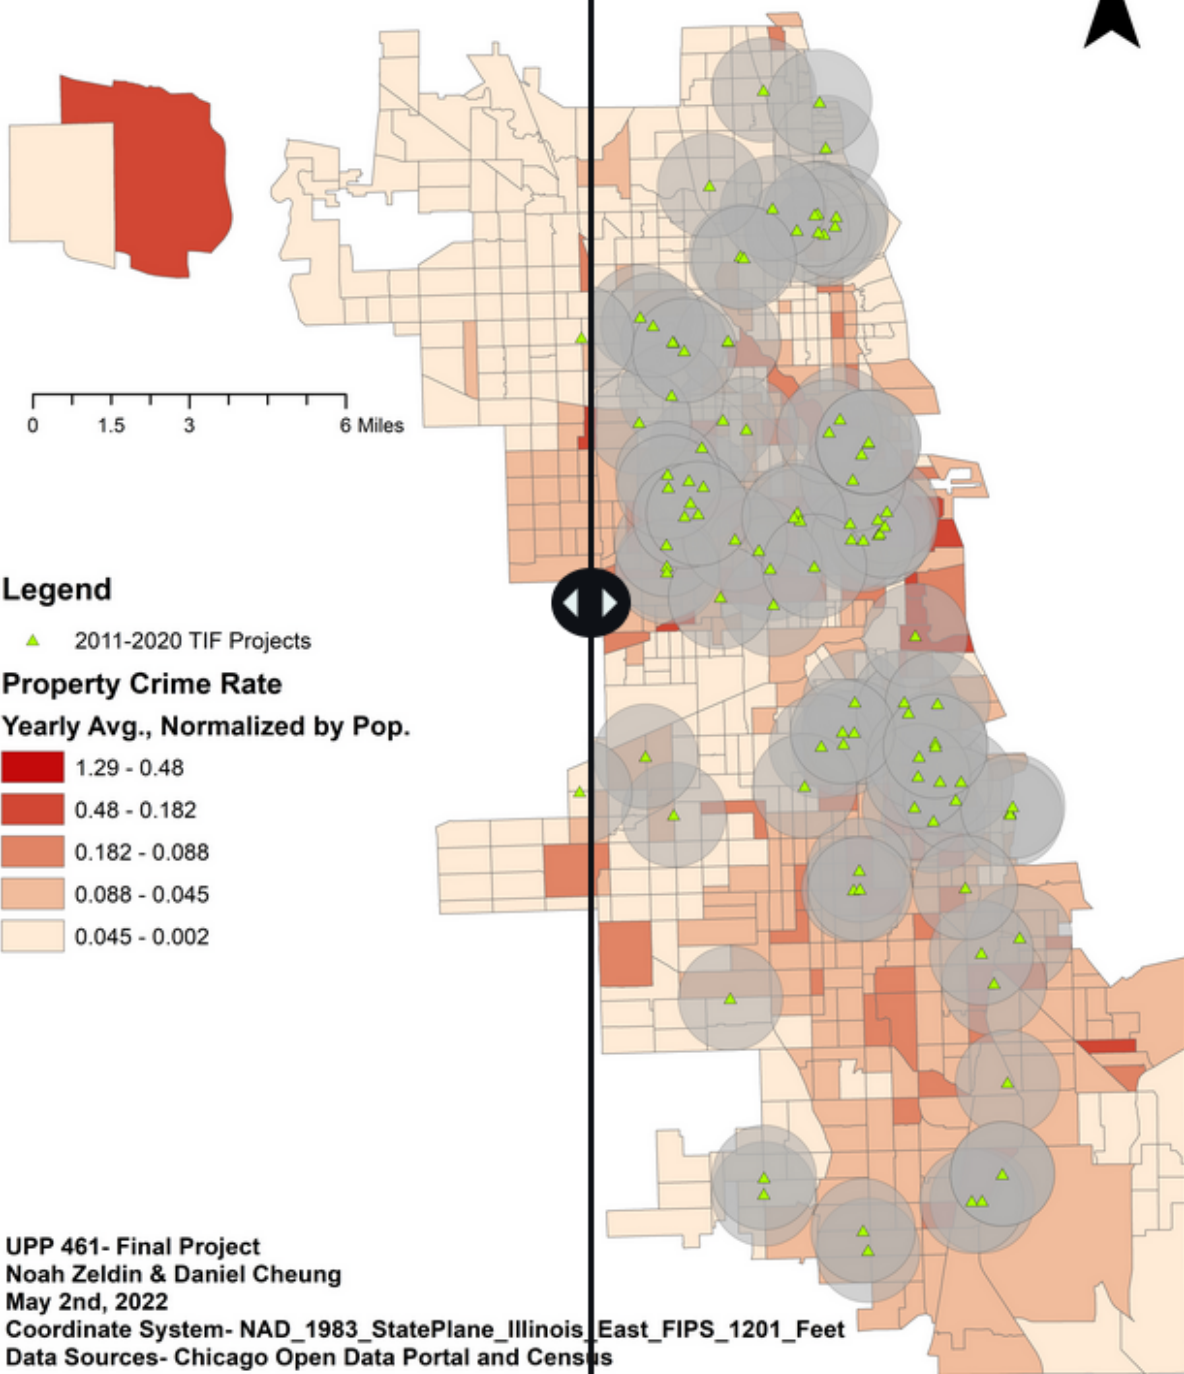 0 1.5 3 6 Miles
Legend
2011-2020 TIF Projects
Property Crime Rate
Yearly Avg., Normalized by Pop.
1.29 - 0.48
0.48 - 0.182
0.182 - 0.088
0.088 - 0.045
0.045 - 0.002
UPP 461- Final Project
Noah Zeldin & Daniel Cheung
May 2nd, 2022
Coordinate System- NAD_1983_StatePlane_Illinois_East_FIPS_1201_Feet
Data Sources- Chicago Open Data Portal and Census